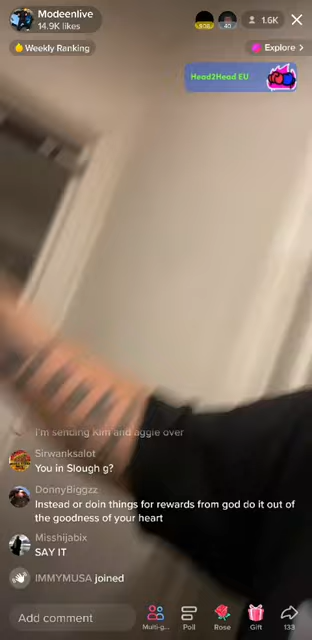 Modeenlive
14.9K likes
1.6K
Weekly Ranking
Explore >
Head2Head EU
I'm sending Kim and aggie over
Sirwanksalot
You in Slough g?
DonnyBiggzz
Instead or doin things for rewards from god do it out of
the goodness of your heart
Misshijabix
SAY IT
IMMYMUSA joined
Add comment
Multi-g...
Poll
Rose
Gift
133